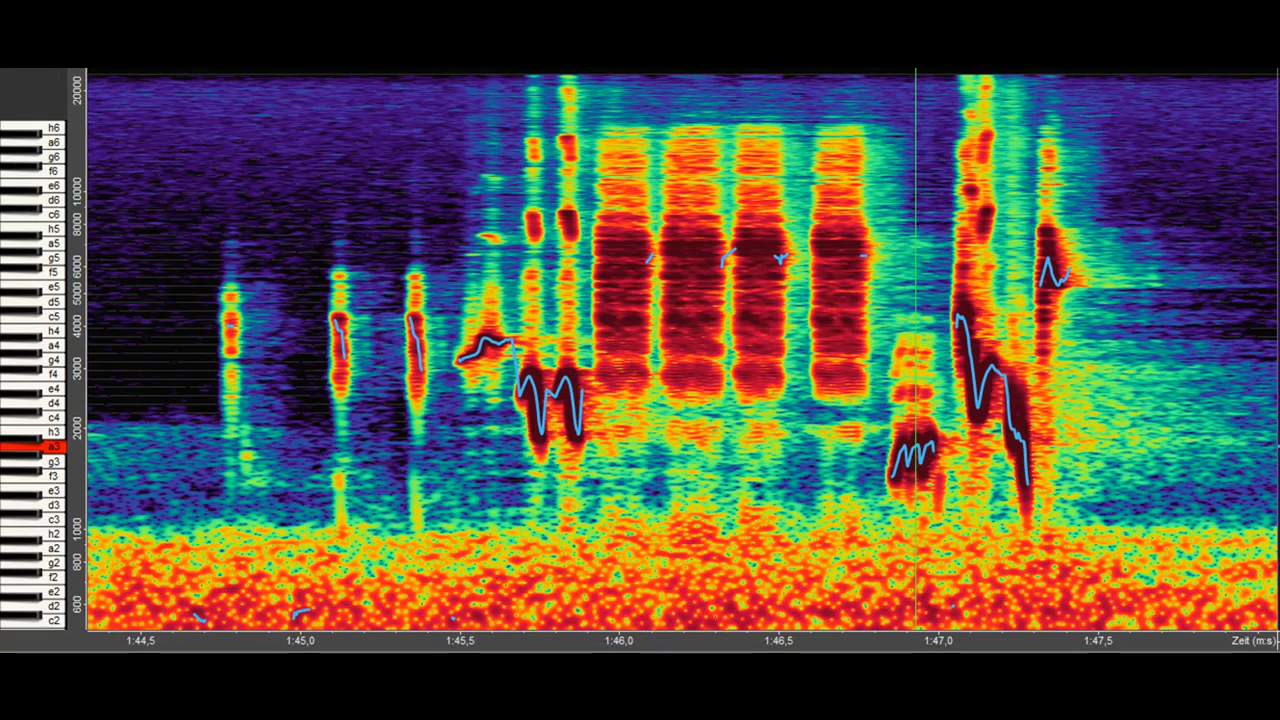 20000
10000
8000
6000
5000
4000
3000
2000
1000
800
600
h6
a6
g6
f6
e6
d6
c6
h5
a5
g5
f5
e5
d5
c5
h4
a4
g4
f4
e4
d4
c4
h3
a3
g3
f3
e3
d3
c3
h2
a2
g2
f2
e2
d2
c2
1:44,5 1:45,0 1:45,5 1:46,0 1:46,5 1:47,0 1:47,5 Zeit (m:s)